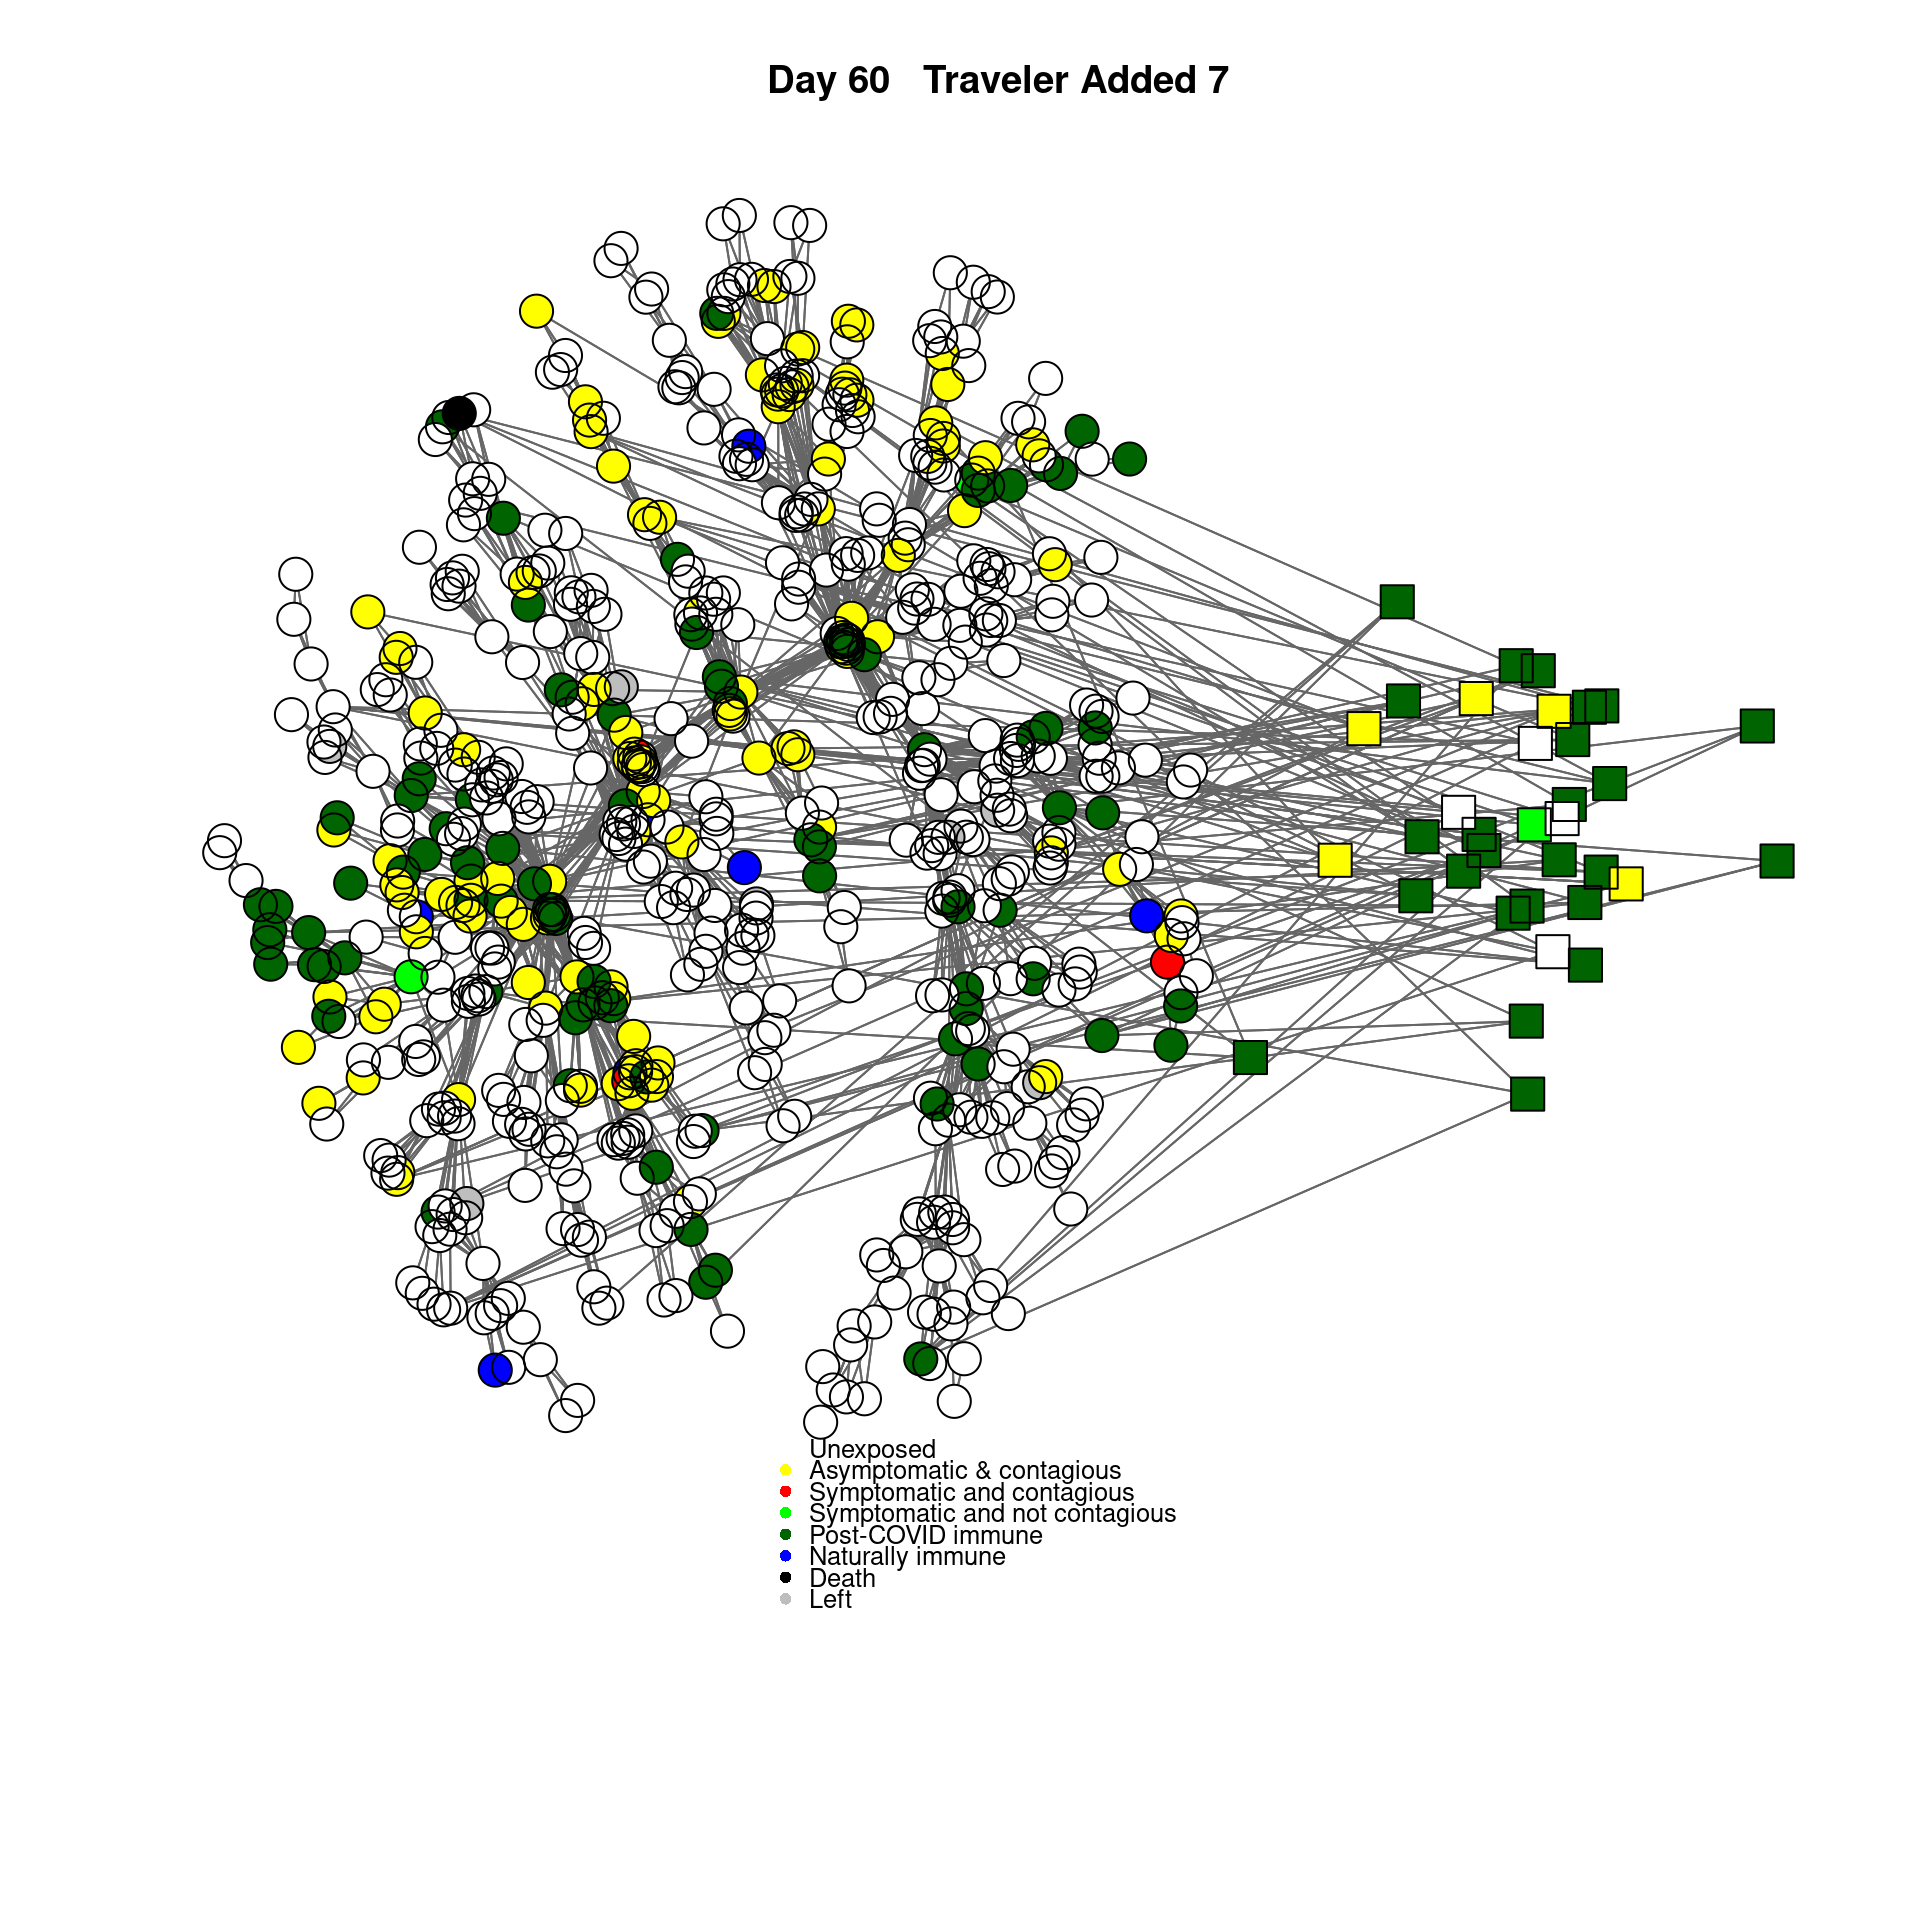 Day 60   Traveler Added 7
Unexposed
Asymptomatic & contagious
Symptomatic and contagious
Symptomatic and not contagious
Post-COVID immune
Naturally immune
Death
Left